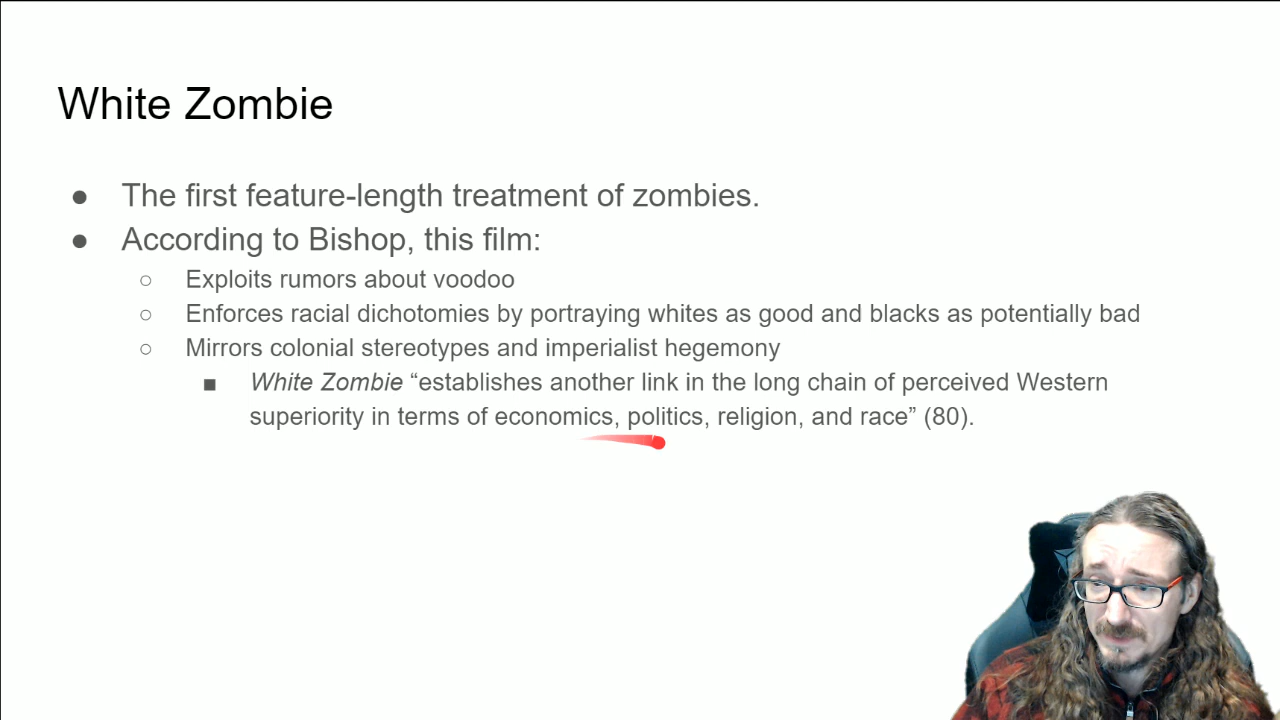 White Zombie
● The first feature-length treatment of zombies.
● According to Bishop, this film:
○ Exploits rumors about voodoo
○ Enforces racial dichotomies by portraying whites as good and blacks as potentially bad
○ Mirrors colonial stereotypes and imperialist hegemony
■ White Zombie “establishes another link in the long chain of perceived Western
superiority in terms of economics, politics, religion, and race” (80).